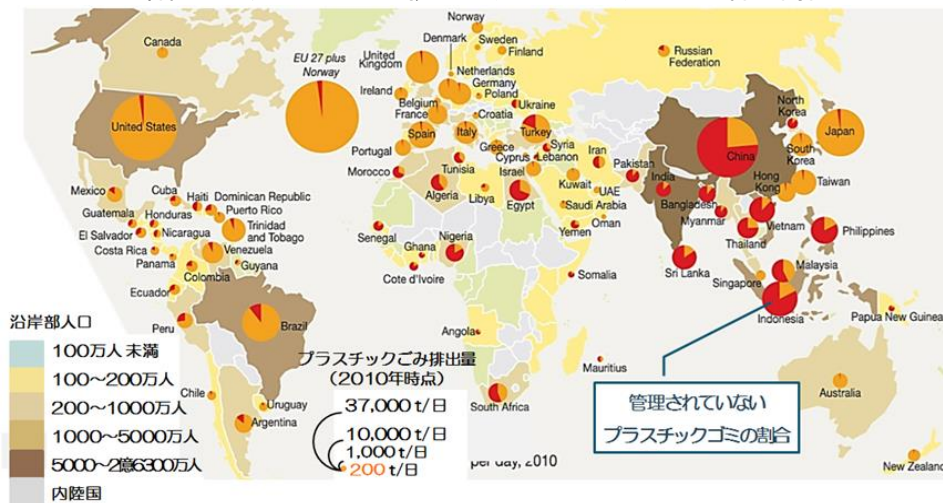 Norway
Canada
Denmark
Sweden
Finland
Russian
Federation
EU 27 plus
Norway
United
Kingdom
Netherlands
Germany
Poland
Ireland
Belgium
France
Croatia
Ukraine
North
Korea
United States
Spain
Italy
Turkey
Syria
Iran
Japan
Portugal
Greece
Cyprus
Lebanon
Pakistan
China
South
Korea
Morocco
Tunisia
Israel
Kuwait
India
Hong
Kong
Taiwan
Mexico
Cuba
Haiti
Dominican Republic
Puerto Rico
Algeria
Libya
Egypt
UAE
Saudi Arabia
Bangladesh
Guatemala
Honduras
Trinidad
and Tobago
Oman
Myanmar
Vietnam
Philippines
El Salvador
Nicaragua
Senegal
Ghana
Nigeria
Yemen
Thailand
Costa Rica
Venezuela
Panama
Guyana
Cote d'Ivoire
Somalia
Sri Lanka
Singapore
Malaysia
Colombia
Ecuador
Indonesia
Papua New Guinea
Peru
Brazil
Angola
Mauritius
沿岸部人口
100万人未満
100～200万人
200～1000万人
1000～5000万人
5000～2億6300万人
内陸国
プラスチックごみ排出量
(2010年時点)
37,000 t/日
10,000 t/日
1,000 t/日
200 t/日
per day, 2010
Chile
Uruguay
Argentina
South Africa
管理されていない
プラスチックゴミの割合
Australia
New Zealand